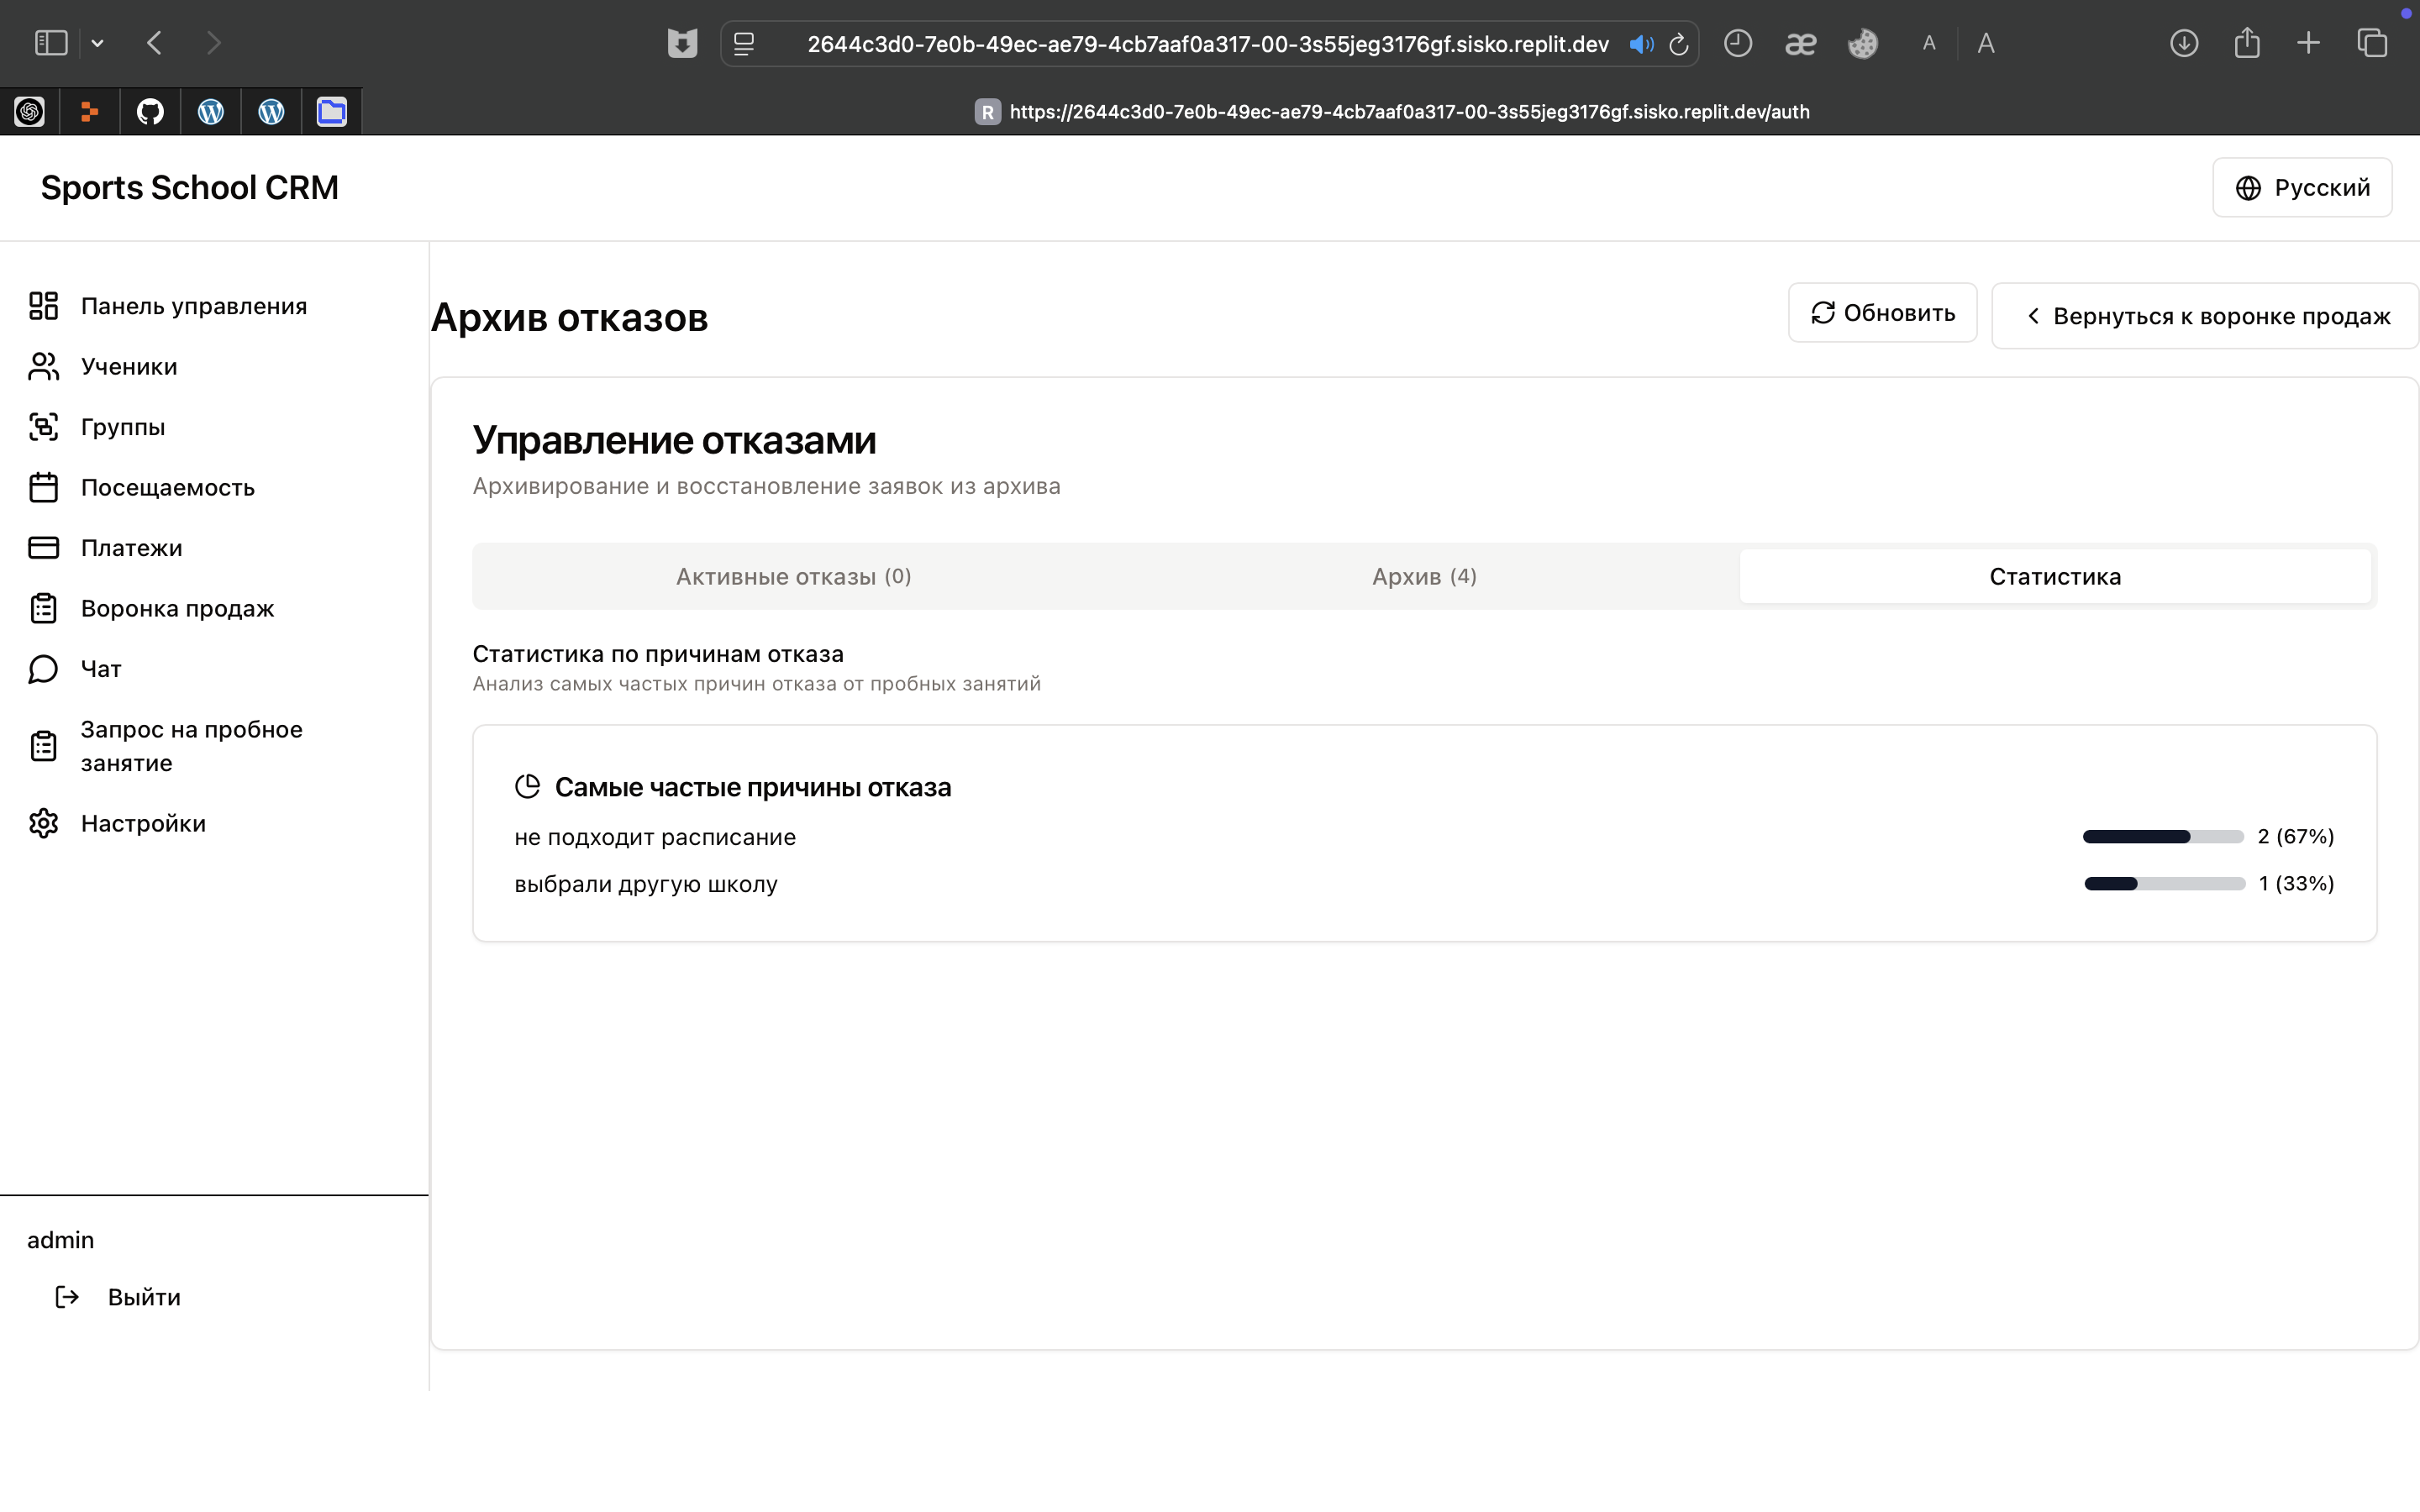 2644c3d0-7e0b-49ec-ae79-4cb7aaf0a317-00-3s55jeg3176gf.sisko.replit.dev
æ
A
A
R https://2644c3d0-7e0b-49ec-ae79-4cb7aaf0a317-00-3s55jeg3176gf.sisko.replit.dev/auth
Sports School CRM
Русский
Панель управления
Ученики
Группы
Посещаемость
Платежи
Воронка продаж
Чат
Запрос на пробное
занятие
Настройки
admin
Выйти
Архив отказов
Обновить
Вернуться к воронке продаж
Управление отказами
Архивирование и восстановление заявок из архива
Активные отказы (0)
Архив (4)
Статистика
Статистика по причинам отказа
Анализ самых частых причин отказа от пробных занятий
Самые частые причины отказа
не подходит расписание 2 (67%)
выбрали другую школу 1 (33%)